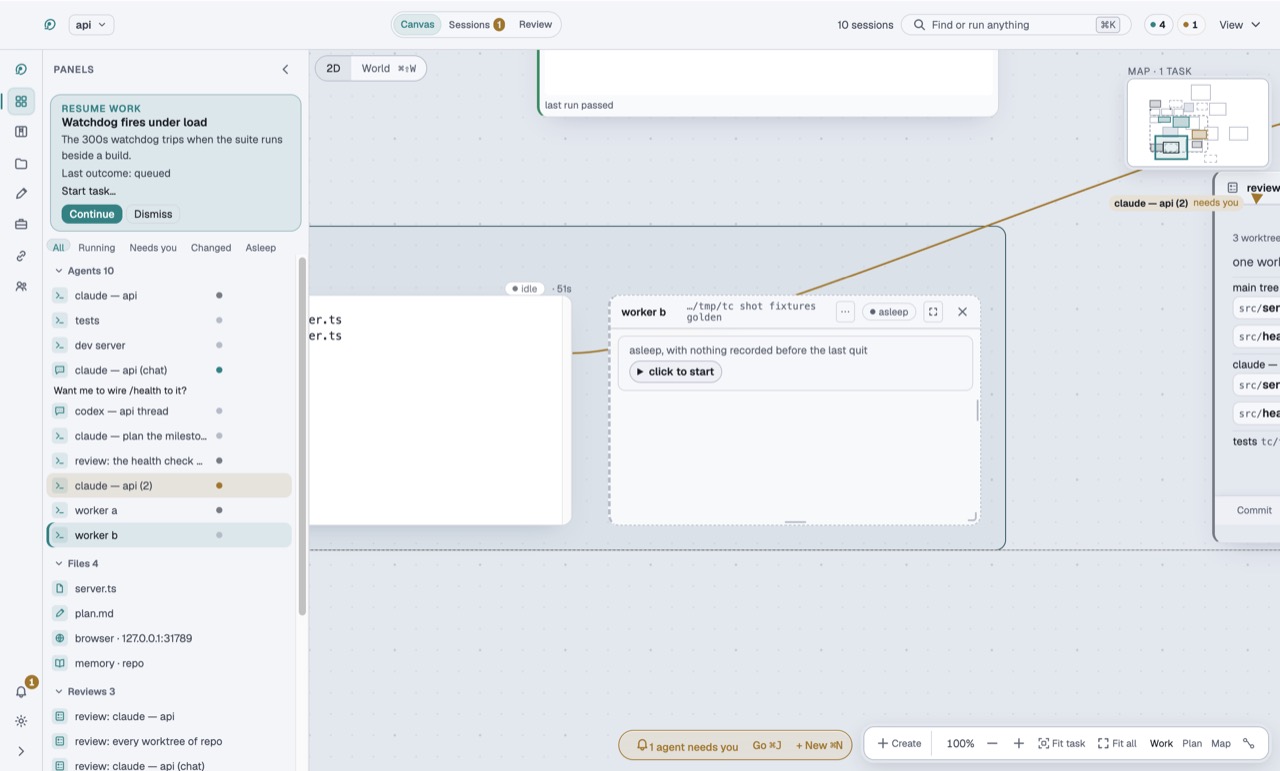 api
Canvas
Sessions 1
Review
10 sessions
Find or run anything
⌘K
4
1
View
PANELS
RESUME WORK
Watchdog fires under load
The 300s watchdog trips when the suite runs
beside a build.
Last outcome: queued
Start task…
Continue
Dismiss
All
Running
Needs you
Changed
Asleep
Agents 10
claude — api
tests
dev server
claude — api (chat)
Want me to wire /health to it?
codex — api thread
claude — plan the milesto…
review: the health check …
claude — api (2)
worker a
worker b
Files 4
server.ts
plan.md
browser · 127.0.0.1:31789
memory · repo
Reviews 3
review: claude — api
review: every worktree of repo
review: claude — api (chat)
1
2D
World ⌘⇧W
last run passed
MAP · 1 TASK
claude — api (2) needs you
idle · 51s
er.ts
er.ts
worker b
…/tmp/tc shot fixtures
golden
asleep
asleep, with nothing recorded before the last quit
click to start
review
3 worktree
one work
main tree
src/ser
src/hea
claude —
src/ser
src/hea
tests tc/
Commit
1 agent needs you
Go ⌘J
+ New ⌘N
Create
100%
Fit task
Fit all
Work
Plan
Map